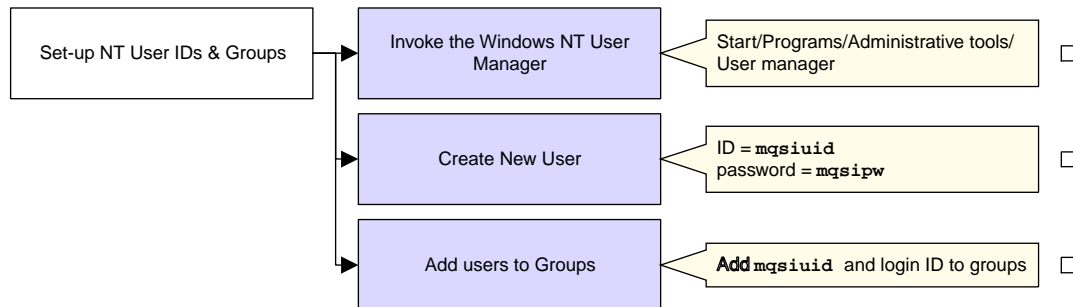 Set-up NT User IDs & Groups
Invoke the Windows NT User
Manager
Start/Programs/Administrative tools/
User manager
Create New User
ID = mqsiuid
password = mqsipw
Add users to Groups
Add mqsiuid and login ID to groups